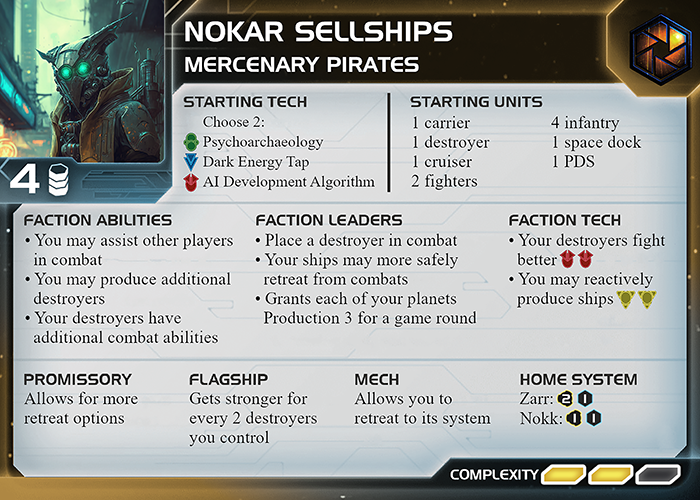 NOKAR SELLSHIPS
MERCENARY PIRATES
4
STARTING TECH
Choose 2:
Psychoarchaeology
Dark Energy Tap
AI Development Algorithm
STARTING UNITS
1 carrier
1 destroyer
1 cruiser
2 fighters
4 infantry
1 space dock
1 PDS
FACTION ABILITIES
• You may assist other players
in combat
• You may produce additional
destroyers
• Your destroyers have
additional combat abilities
FACTION LEADERS
• Place a destroyer in combat
• Your ships may more safely
retreat from combats
• Grants each of your planets
Production 3 for a game round
FACTION TECH
• Your destroyers fight
better
• You may reactively
produce ships
PROMISSORY
Allows for more
retreat options
FLAGSHIP
Gets stronger for
every 2 destroyers
you control
MECH
Allows you to
retreat to its system
HOME SYSTEM
Zarr: 2 1
Nokk: 1 1
COMPLEXITY